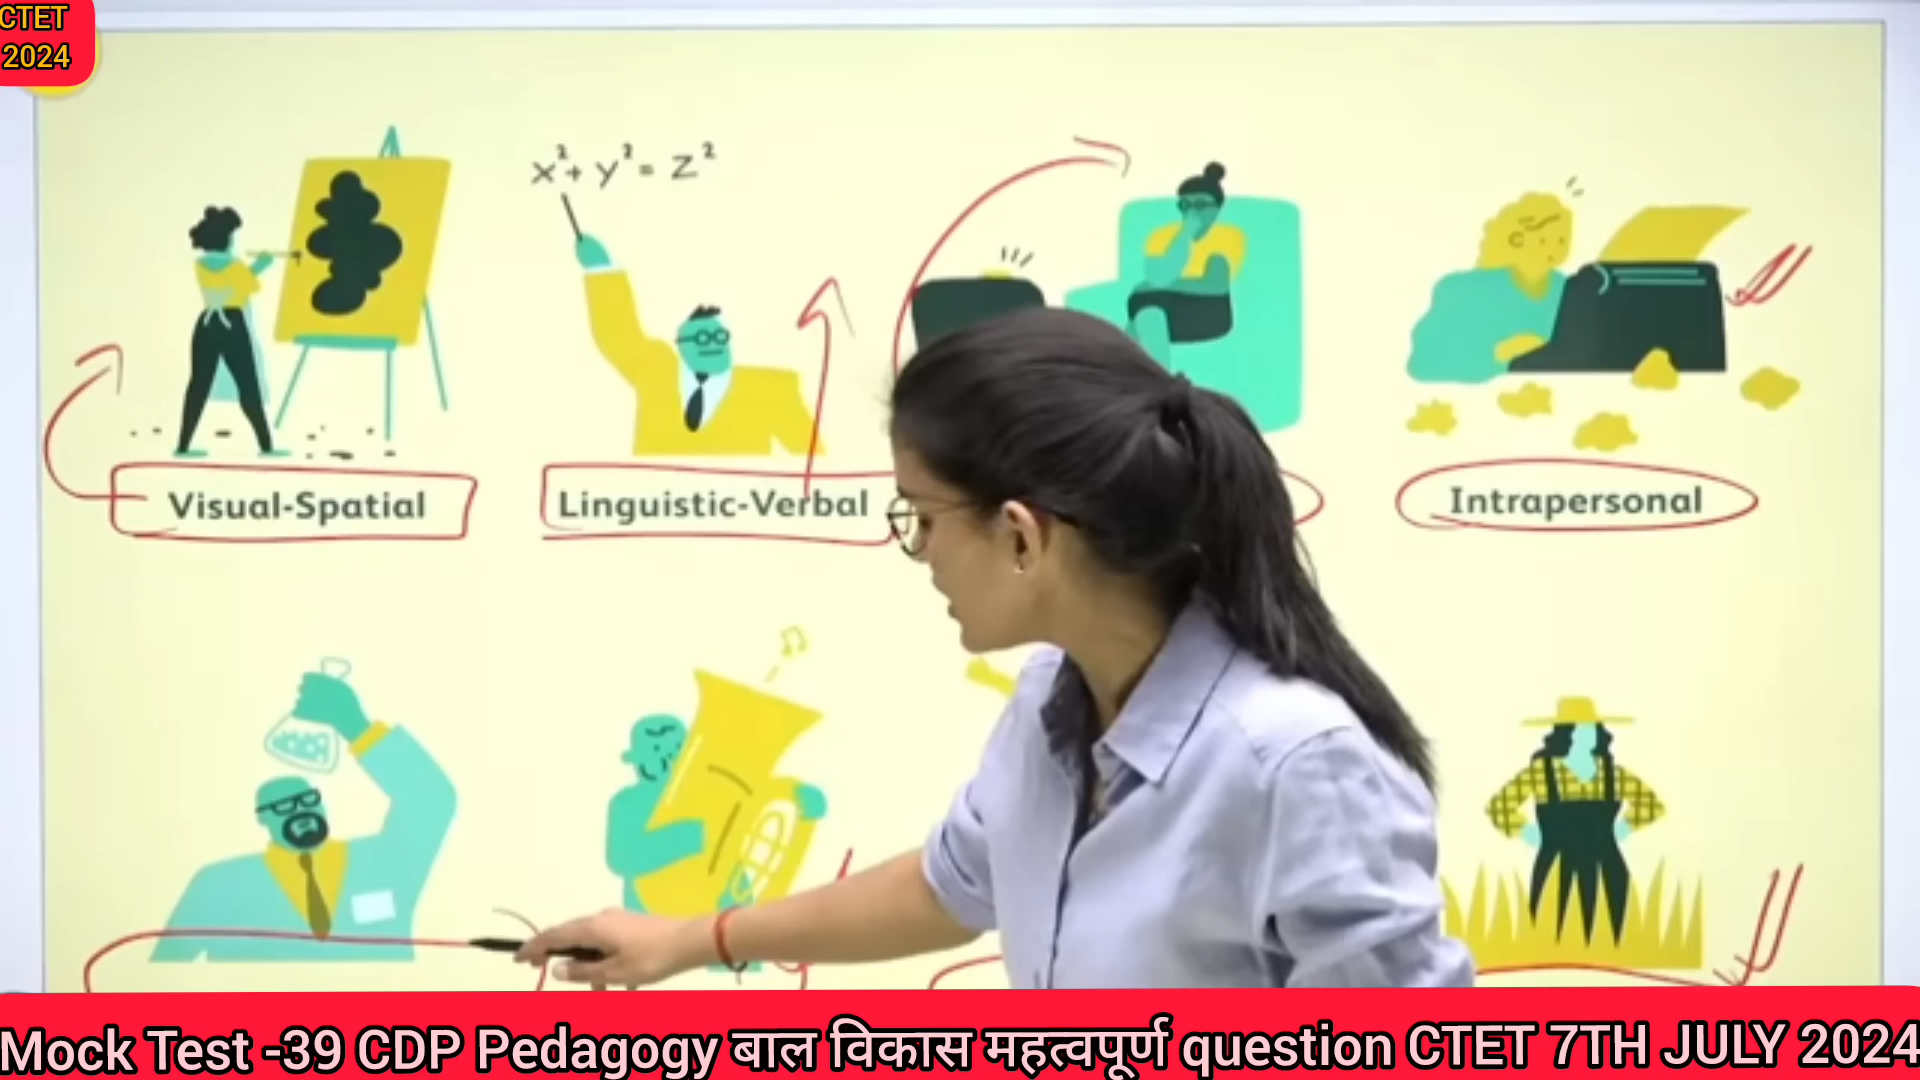 CTET
2024
x² + y² = z²
Visual-Spatial
Linguistic-Verbal
Intrapersonal
Mock Test -39 CDP Pedagogy बाल विकास महत्वपूर्ण question CTET 7TH JULY 2024